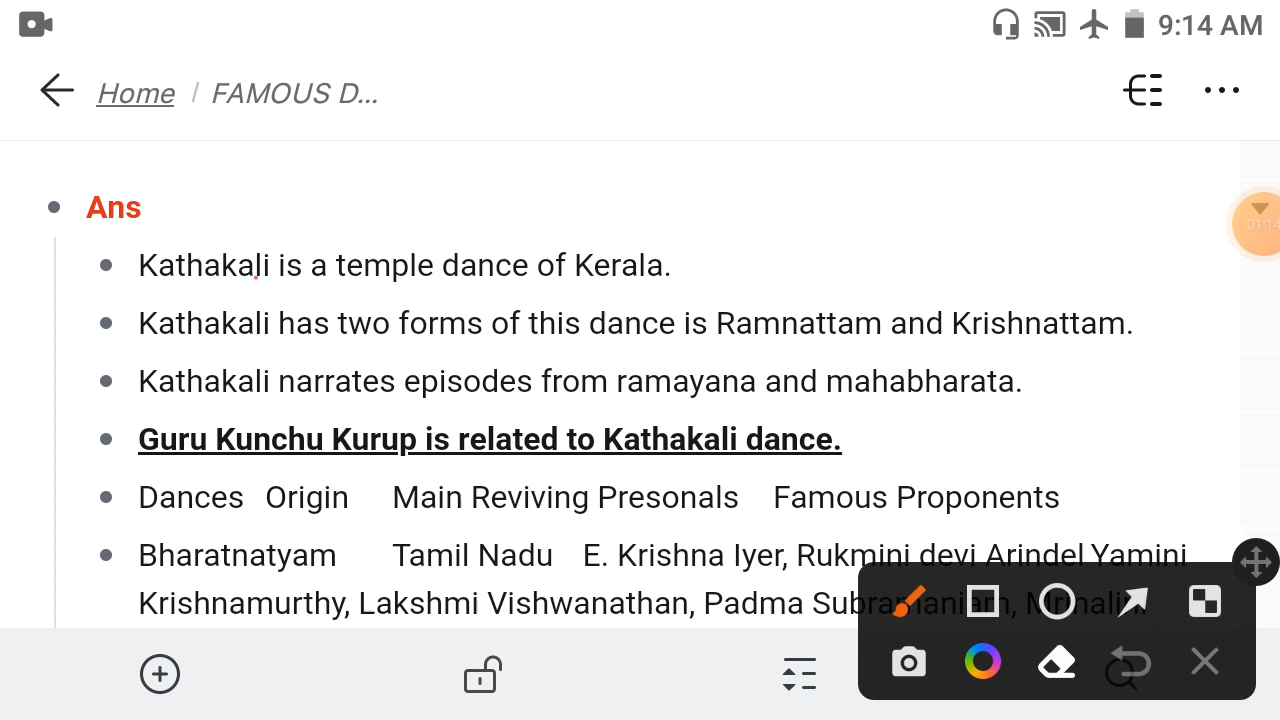 9:14 AM
Home / FAMOUS D...
Ans
Kathakali is a temple dance of Kerala.
Kathakali has two forms of this dance is Ramnattam and Krishnattam.
Kathakali narrates episodes from ramayana and mahabharata.
Guru Kunchu Kurup is related to Kathakali dance.
Dances Origin Main Reviving Presonals Famous Proponents
Bharatnatyam Tamil Nadu E. Krishna Iyer, Rukmini devi Arindel Yamini
Krishnamurthy, Lakshmi Vishwanathan, Padma Subramaniam,